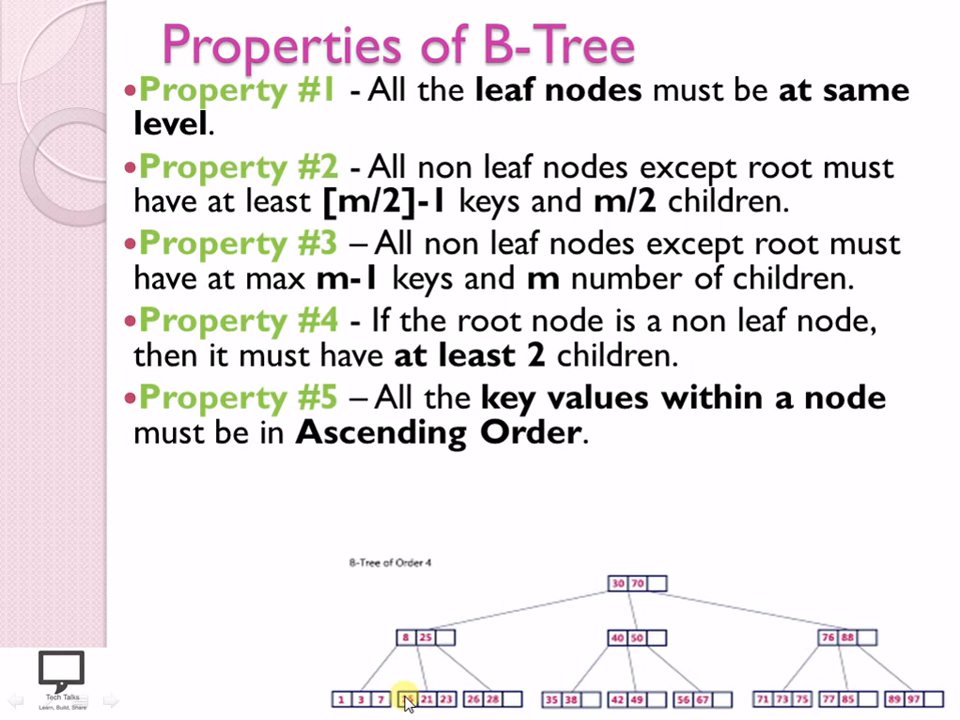 Properties of B-Tree
•Property #1 - All the leaf nodes must be at same
level.
•Property #2 - All non leaf nodes except root must
have at least [m/2]-1 keys and m/2 children.
•Property #3 – All non leaf nodes except root must
have at max m-1 keys and m number of children.
•Property #4 - If the root node is a non leaf node,
then it must have at least 2 children.
•Property #5 – All the key values within a node
must be in Ascending Order.
B-Tree of Order 4
30 70
8 25
40 50
76 88
1 3 7
21 23
26 28
35 38
42 49
56 67
71 73 75
77 85
89 97
Tech Talks
Learn, Build, Share